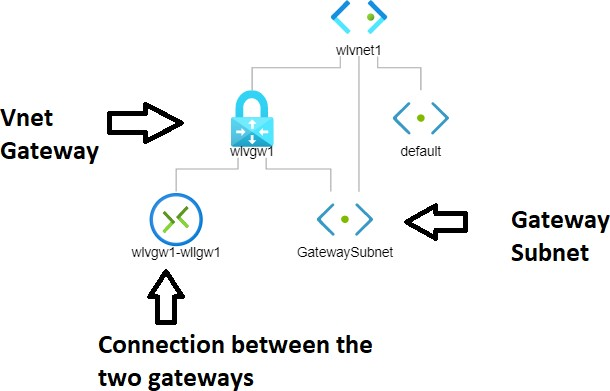 wlvnet1
Vnet
Gateway
wlvgw1
default
wlvgw1-wllgw1
GatewaySubnet
Gateway
Subnet
Connection between the
two gateways